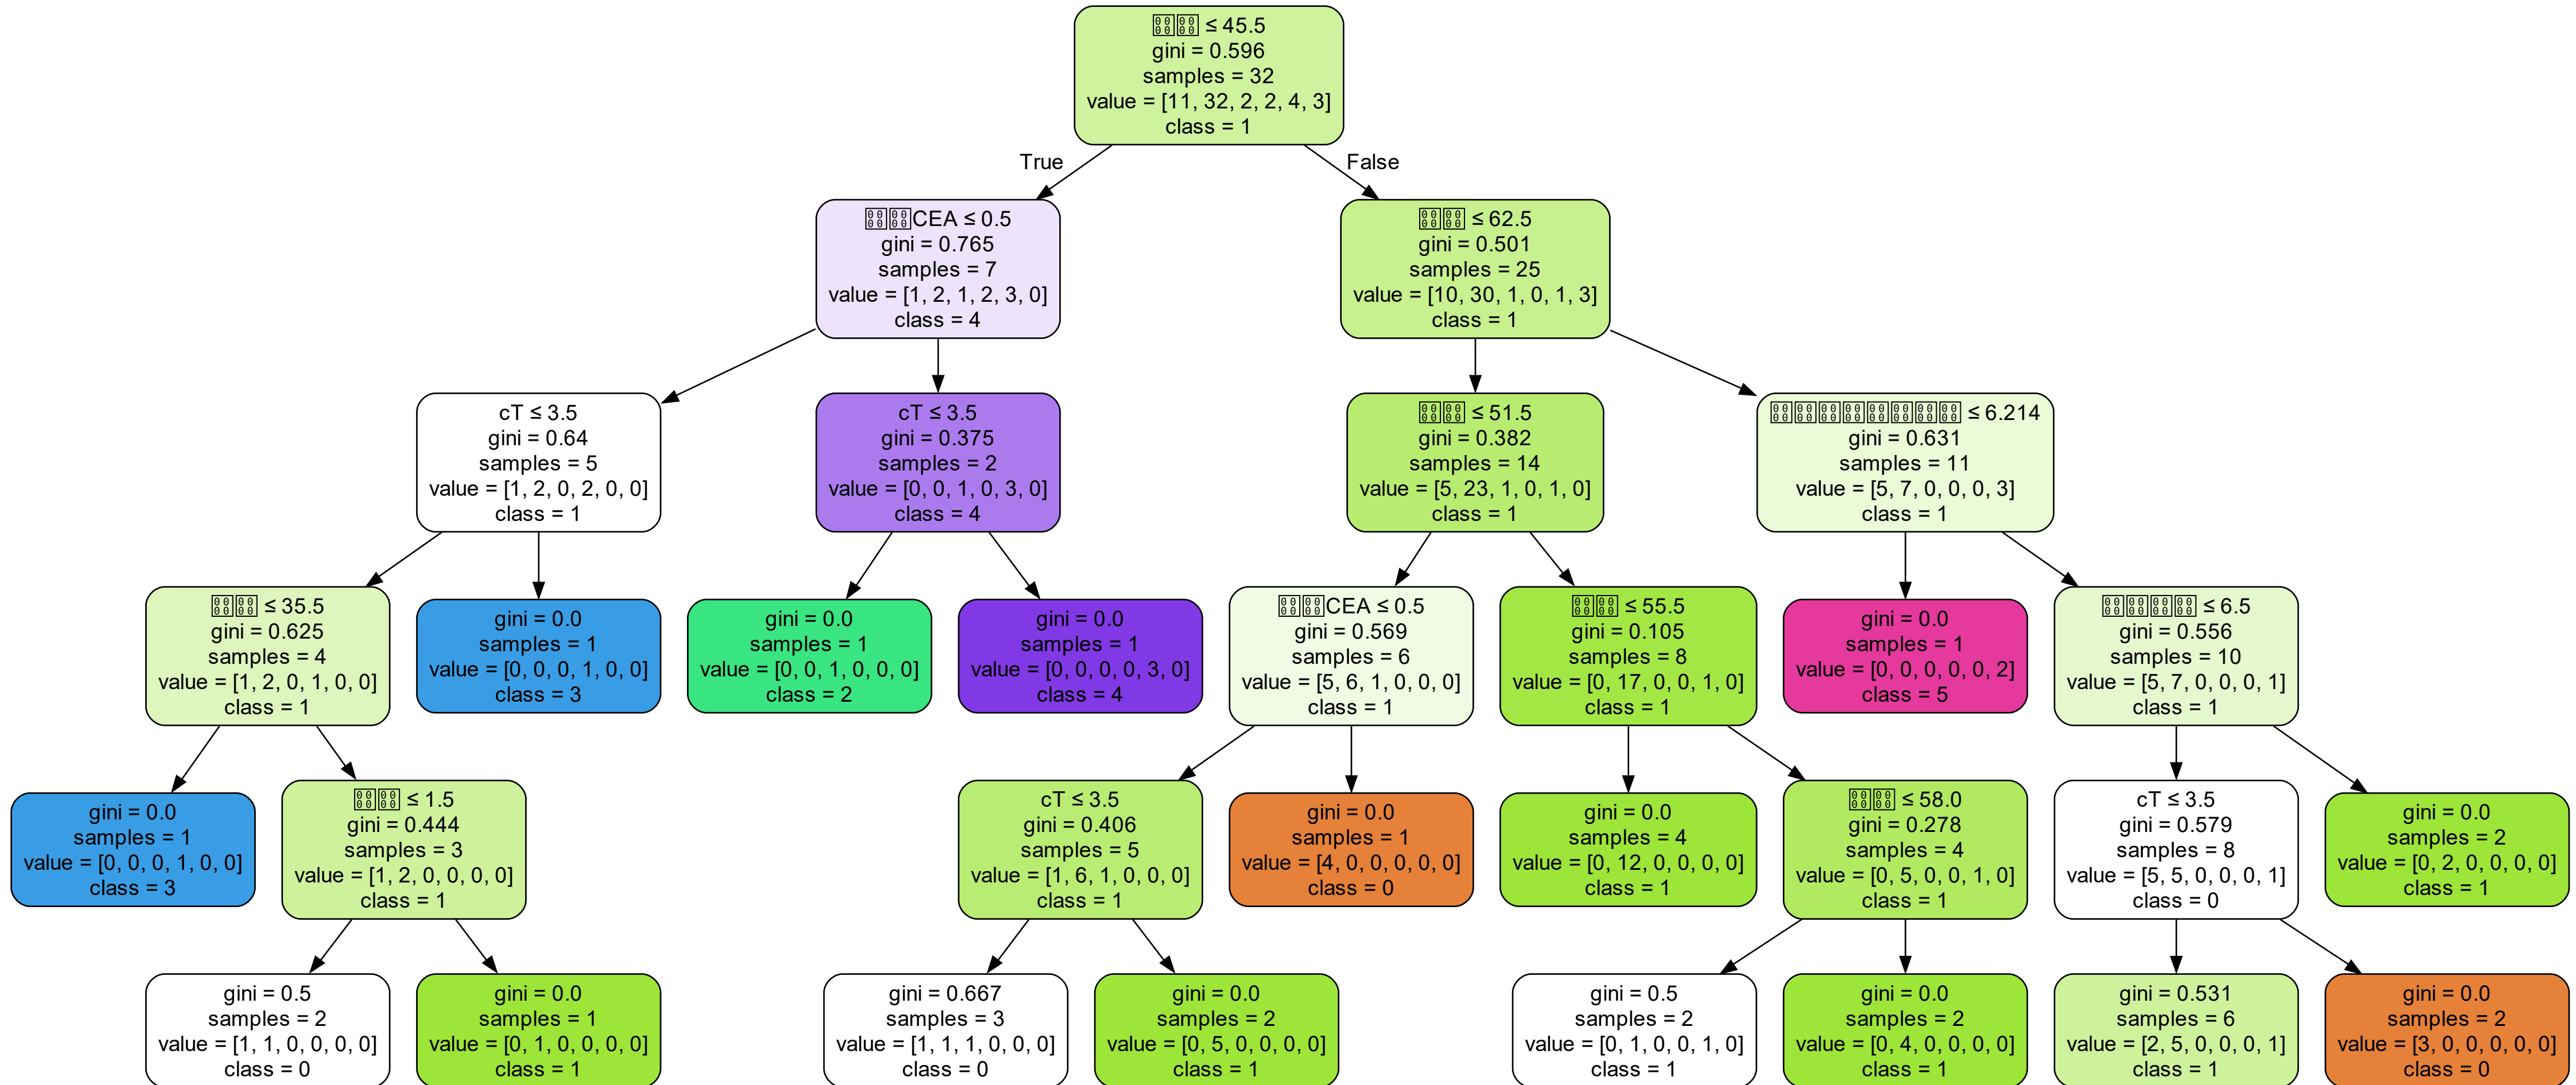 ≤ 45.5
gini = 0.596
samples = 32
value = [11, 32, 2, 2, 4, 3]
class = 1
True
False
CEA ≤ 0.5
gini = 0.765
samples = 7
value = [1, 2, 1, 2, 3, 0]
class = 4
≤ 62.5
gini = 0.501
samples = 25
value = [10, 30, 1, 0, 1, 3]
class = 1
cT ≤ 3.5
gini = 0.64
samples = 5
value = [1, 2, 0, 2, 0, 0]
class = 1
cT ≤ 3.5
gini = 0.375
samples = 2
value = [0, 0, 1, 0, 3, 0]
class = 4
≤ 51.5
gini = 0.382
samples = 14
value = [5, 23, 1, 0, 1, 0]
class = 1
≤ 6.214
gini = 0.631
samples = 11
value = [5, 7, 0, 0, 0, 3]
class = 1
≤ 35.5
gini = 0.625
samples = 4
value = [1, 2, 0, 1, 0, 0]
class = 1
gini = 0.0
samples = 1
value = [0, 0, 0, 1, 0, 0]
class = 3
gini = 0.0
samples = 1
value = [0, 0, 1, 0, 0, 0]
class = 2
gini = 0.0
samples = 1
value = [0, 0, 0, 0, 3, 0]
class = 4
CEA ≤ 0.5
gini = 0.569
samples = 6
value = [5, 6, 1, 0, 0, 0]
class = 1
≤ 55.5
gini = 0.105
samples = 8
value = [0, 17, 0, 0, 1, 0]
class = 1
gini = 0.0
samples = 1
value = [0, 0, 0, 0, 0, 2]
class = 5
≤ 6.5
gini = 0.556
samples = 10
value = [5, 7, 0, 0, 0, 1]
class = 1
gini = 0.0
samples = 1
value = [0, 0, 0, 1, 0, 0]
class = 3
≤ 1.5
gini = 0.444
samples = 3
value = [1, 2, 0, 0, 0, 0]
class = 1
cT ≤ 3.5
gini = 0.406
samples = 5
value = [1, 6, 1, 0, 0, 0]
class = 1
gini = 0.0
samples = 1
value = [4, 0, 0, 0, 0, 0]
class = 0
gini = 0.0
samples = 4
value = [0, 12, 0, 0, 0, 0]
class = 1
≤ 58.0
gini = 0.278
samples = 4
value = [0, 5, 0, 0, 1, 0]
class = 1
cT ≤ 3.5
gini = 0.579
samples = 8
value = [5, 5, 0, 0, 0, 1]
class = 0
gini = 0.0
samples = 2
value = [0, 2, 0, 0, 0, 0]
class = 1
gini = 0.5
samples = 2
value = [1, 1, 0, 0, 0, 0]
class = 0
gini = 0.0
samples = 1
value = [0, 1, 0, 0, 0, 0]
class = 1
gini = 0.667
samples = 3
value = [1, 1, 1, 0, 0, 0]
class = 0
gini = 0.0
samples = 2
value = [0, 5, 0, 0, 0, 0]
class = 1
gini = 0.5
samples = 2
value = [0, 1, 0, 0, 1, 0]
class = 1
gini = 0.0
samples = 2
value = [0, 4, 0, 0, 0, 0]
class = 1
gini = 0.531
samples = 6
value = [2, 5, 0, 0, 0, 1]
class = 1
gini = 0.0
samples = 2
value = [3, 0, 0, 0, 0, 0]
class = 0